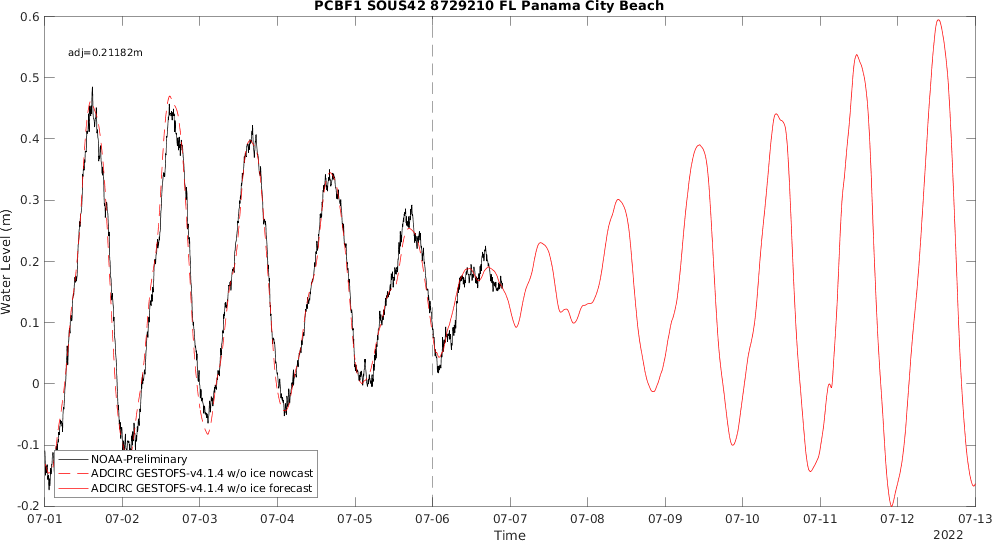 PCBF1 SOUS42 8729210 FL Panama City Beach
adj=0.21182m
0.6
0.5
0.4
0.3
0.2
0.1
0
-0.1
-0.2
Water Level (m)
NOAA-Preliminary
ADCIRC GESTOFS-v4.1.4 w/o ice nowcast
ADCIRC GESTOFS-v4.1.4 w/o ice forecast
07-01 07-02 07-03 07-04 07-05 07-06 07-07 07-08 07-09 07-10 07-11 07-12 07-13
Time
2022